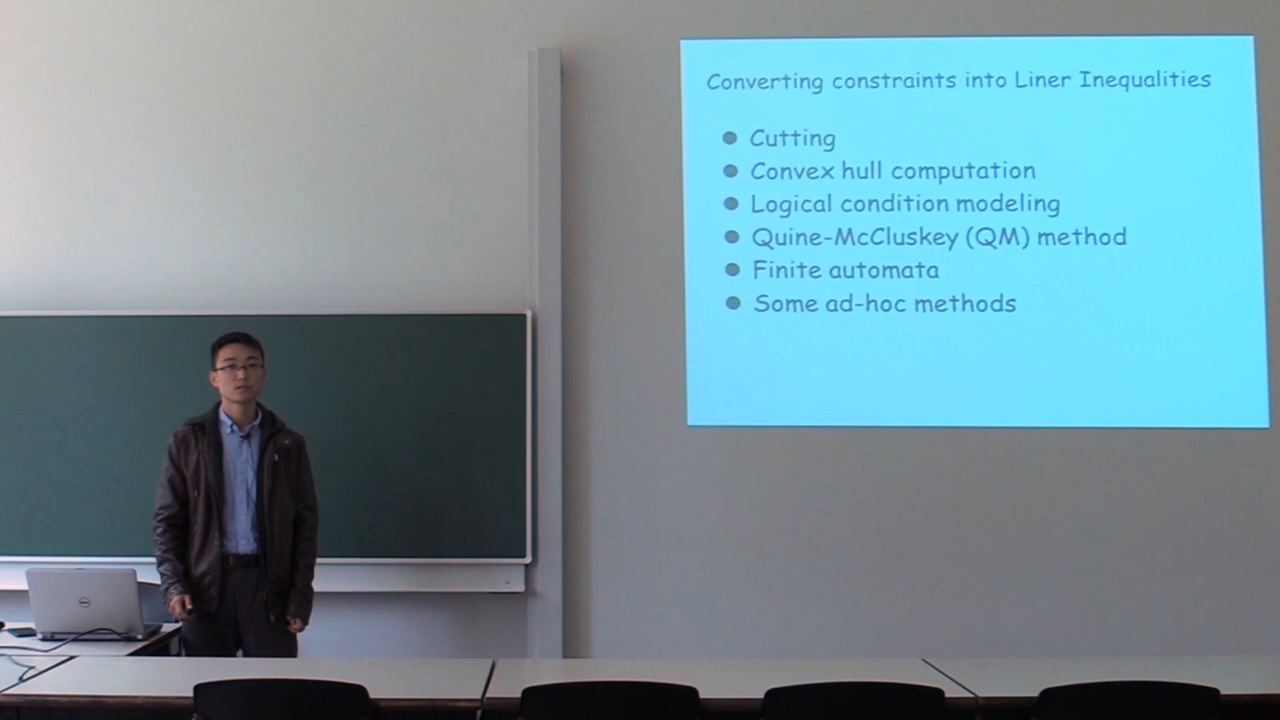 Converting constraints into Liner Inequalities
Cutting
Convex hull computation
Logical condition modeling
Quine-McCluskey (QM) method
Finite automata
Some ad-hoc methods
DELL